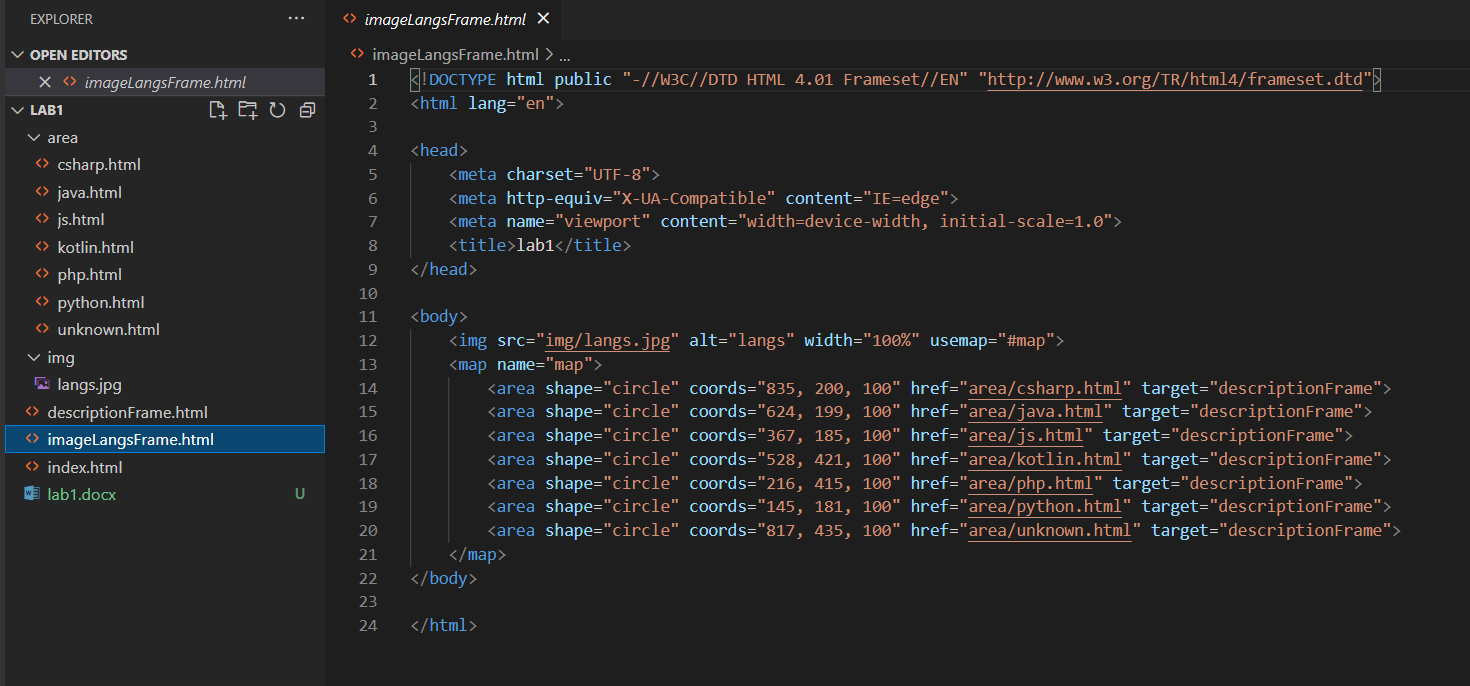 EXPLORER
OPEN EDITORS
imageLangsFrame.html
LAB1
area
csharp.html
java.html
js.html
kotlin.html
php.html
python.html
unknown.html
img
langs.jpg
descriptionFrame.html
imageLangsFrame.html
index.html
lab1.docx U
imageLangsFrame.html
imageLangsFrame.html > ...
1 <!DOCTYPE html public "-//W3C//DTD HTML 4.01 Frameset//EN" "http://www.w3.org/TR/html4/frameset.dtd">
2 <html lang="en">
3
4 <head>
5     <meta charset="UTF-8">
6     <meta http-equiv="X-UA-Compatible" content="IE=edge">
7     <meta name="viewport" content="width=device-width, initial-scale=1.0">
8     <title>lab1</title>
9 </head>
10
11 <body>
12     <img src="img/langs.jpg" alt="langs" width="100%" usemap="#map">
13     <map name="map">
14         <area shape="circle" coords="835, 200, 100" href="area/csharp.html" target="descriptionFrame">
15         <area shape="circle" coords="624, 199, 100" href="area/java.html" target="descriptionFrame">
16         <area shape="circle" coords="367, 185, 100" href="area/js.html" target="descriptionFrame">
17         <area shape="circle" coords="528, 421, 100" href="area/kotlin.html" target="descriptionFrame">
18         <area shape="circle" coords="216, 415, 100" href="area/php.html" target="descriptionFrame">
19         <area shape="circle" coords="145, 181, 100" href="area/python.html" target="descriptionFrame">
20         <area shape="circle" coords="817, 435, 100" href="area/unknown.html" target="descriptionFrame">
21     </map>
22 </body>
23
24 </html>